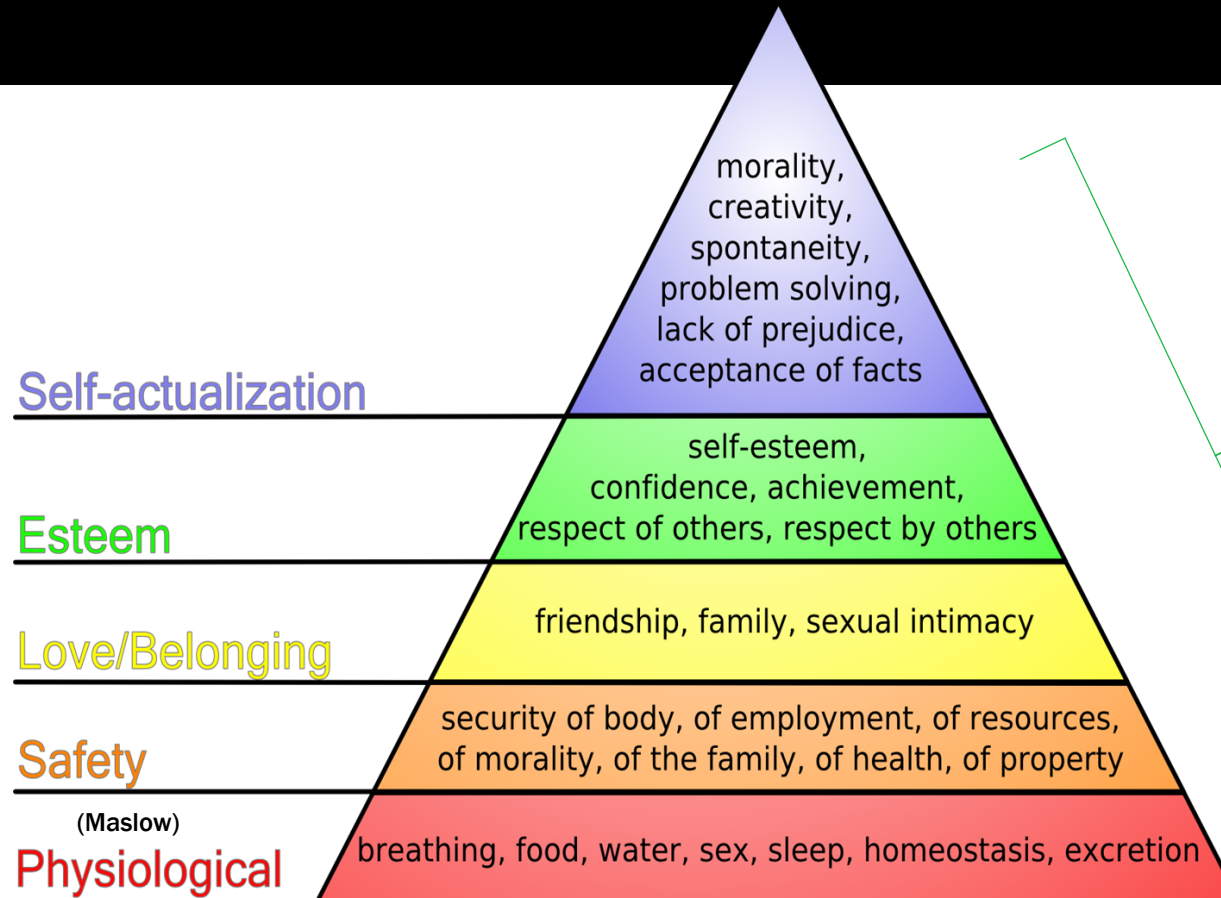 morality,
creativity,
spontaneity,
problem solving,
lack of prejudice,
acceptance of facts
Self-actualization
self-esteem,
confidence, achievement,
respect of others, respect by others
Esteem
friendship, family, sexual intimacy
Love/Belonging
security of body, of employment, of resources,
of morality, of the family, of health, of property
Safety
(Maslow)
breathing, food, water, sex, sleep, homeostasis, excretion
Physiological